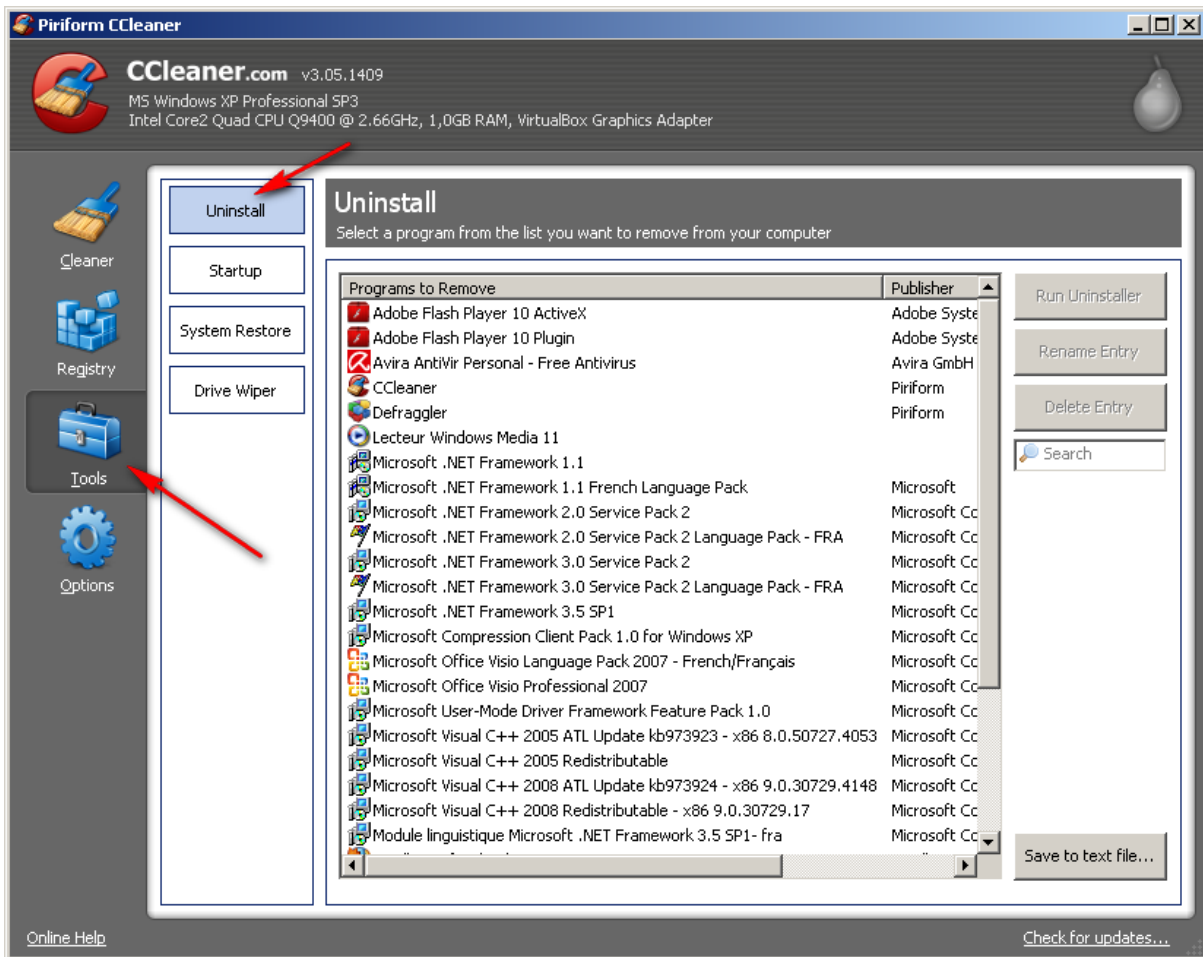 Piriform CCleaner
CCleaner.com v3.05.1409
MS Windows XP Professional SP3
Intel Core2 Quad CPU Q9400 @ 2.66GHz, 1,0GB RAM, VirtualBox Graphics Adapter
Cleaner
Registry
Tools
Options
Uninstall
Startup
System Restore
Drive Wiper
Uninstall
Select a program from the list you want to remove from your computer
Programs to Remove Publisher
Adobe Flash Player 10 ActiveX Adobe Syste
Adobe Flash Player 10 Plugin Adobe Syste
Avira AntiVir Personal - Free Antivirus Avira GmbH
CCleaner Piriform
Defraggler Piriform
Lecteur Windows Media 11
Microsoft .NET Framework 1.1
Microsoft .NET Framework 1.1 French Language Pack Microsoft
Microsoft .NET Framework 2.0 Service Pack 2 Microsoft Co
Microsoft .NET Framework 2.0 Service Pack 2 Language Pack - FRA Microsoft Co
Microsoft .NET Framework 3.0 Service Pack 2 Microsoft Co
Microsoft .NET Framework 3.0 Service Pack 2 Language Pack - FRA Microsoft Co
Microsoft .NET Framework 3.5 SP1 Microsoft Co
Microsoft Compression Client Pack 1.0 for Windows XP Microsoft Co
Microsoft Office Visio Language Pack 2007 - French/Français Microsoft Co
Microsoft Office Visio Professional 2007 Microsoft Co
Microsoft User-Mode Driver Framework Feature Pack 1.0 Microsoft Co
Microsoft Visual C++ 2005 ATL Update kb973923 - x86 8.0.50727.4053 Microsoft Co
Microsoft Visual C++ 2005 Redistributable Microsoft Co
Microsoft Visual C++ 2008 ATL Update kb973924 - x86 9.0.30729.4148 Microsoft Co
Microsoft Visual C++ 2008 Redistributable - x86 9.0.30729.17 Microsoft Co
Module linguistique Microsoft .NET Framework 3.5 SP1- fra Microsoft Co
Run Uninstaller
Rename Entry
Delete Entry
Search
Save to text file...
Online Help
Check for updates...